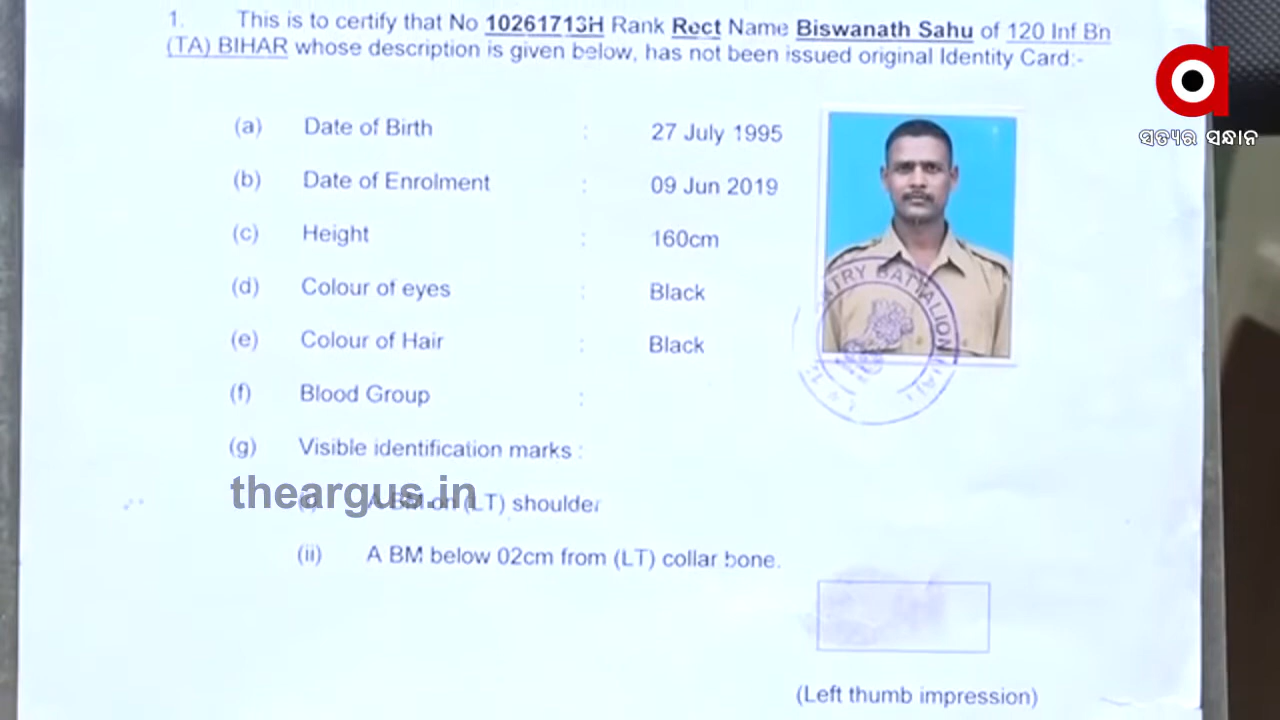 1. This is to certify that No 10261713H Rank Rect Name Biswanath Sahu of 120 Inf Bn
(TA) BIHAR whose description is given below, has not been issued original Identity Card:-
ସତ୍ୟର ସନ୍ଧାନ
(a) Date of Birth : 27 July 1995
(b) Date of Enrolment : 09 Jun 2019
(c) Height : 160cm
(d) Colour of eyes : Black
(e) Colour of Hair : Black
(f) Blood Group :
(g) Visible identification marks :
theargus.in
(i) A BM on (LT) shoulder
(ii) A BM below 02cm from (LT) collar bone.
BATTALION
(Left thumb impression)